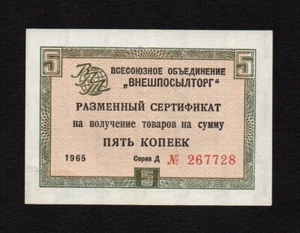 5
5
ВПТ
ВСЕСОЮЗНОЕ ОБЪЕДИНЕНИЕ
„ВНЕШПОСЫЛТОРГ"
РАЗМЕННЫЙ СЕРТИФИКАТ
на получение товаров на сумму
ПЯТЬ КОПЕЕК
1965
Серия Д № 267728
5